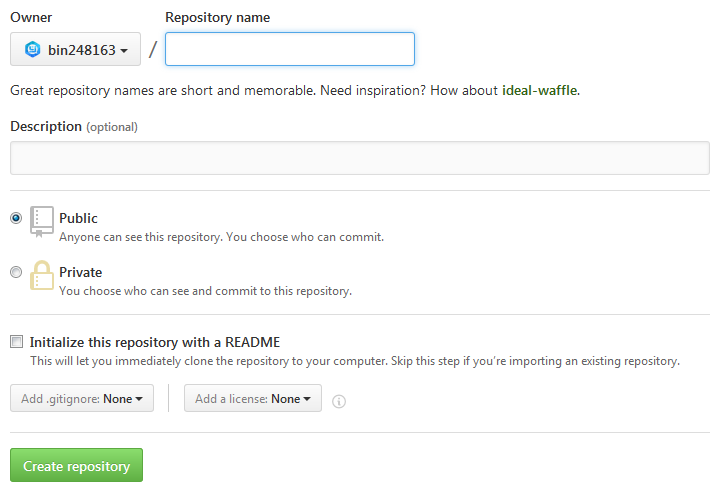 Owner Repository name
bin248163 /
Great repository names are short and memorable. Need inspiration? How about ideal-waffle.
Description (optional)
Public
Anyone can see this repository. You choose who can commit.
Private
You choose who can see and commit to this repository.
Initialize this repository with a README
This will let you immediately clone the repository to your computer. Skip this step if you’re importing an existing repository.
Add .gitignore: None Add a license: None
Create repository